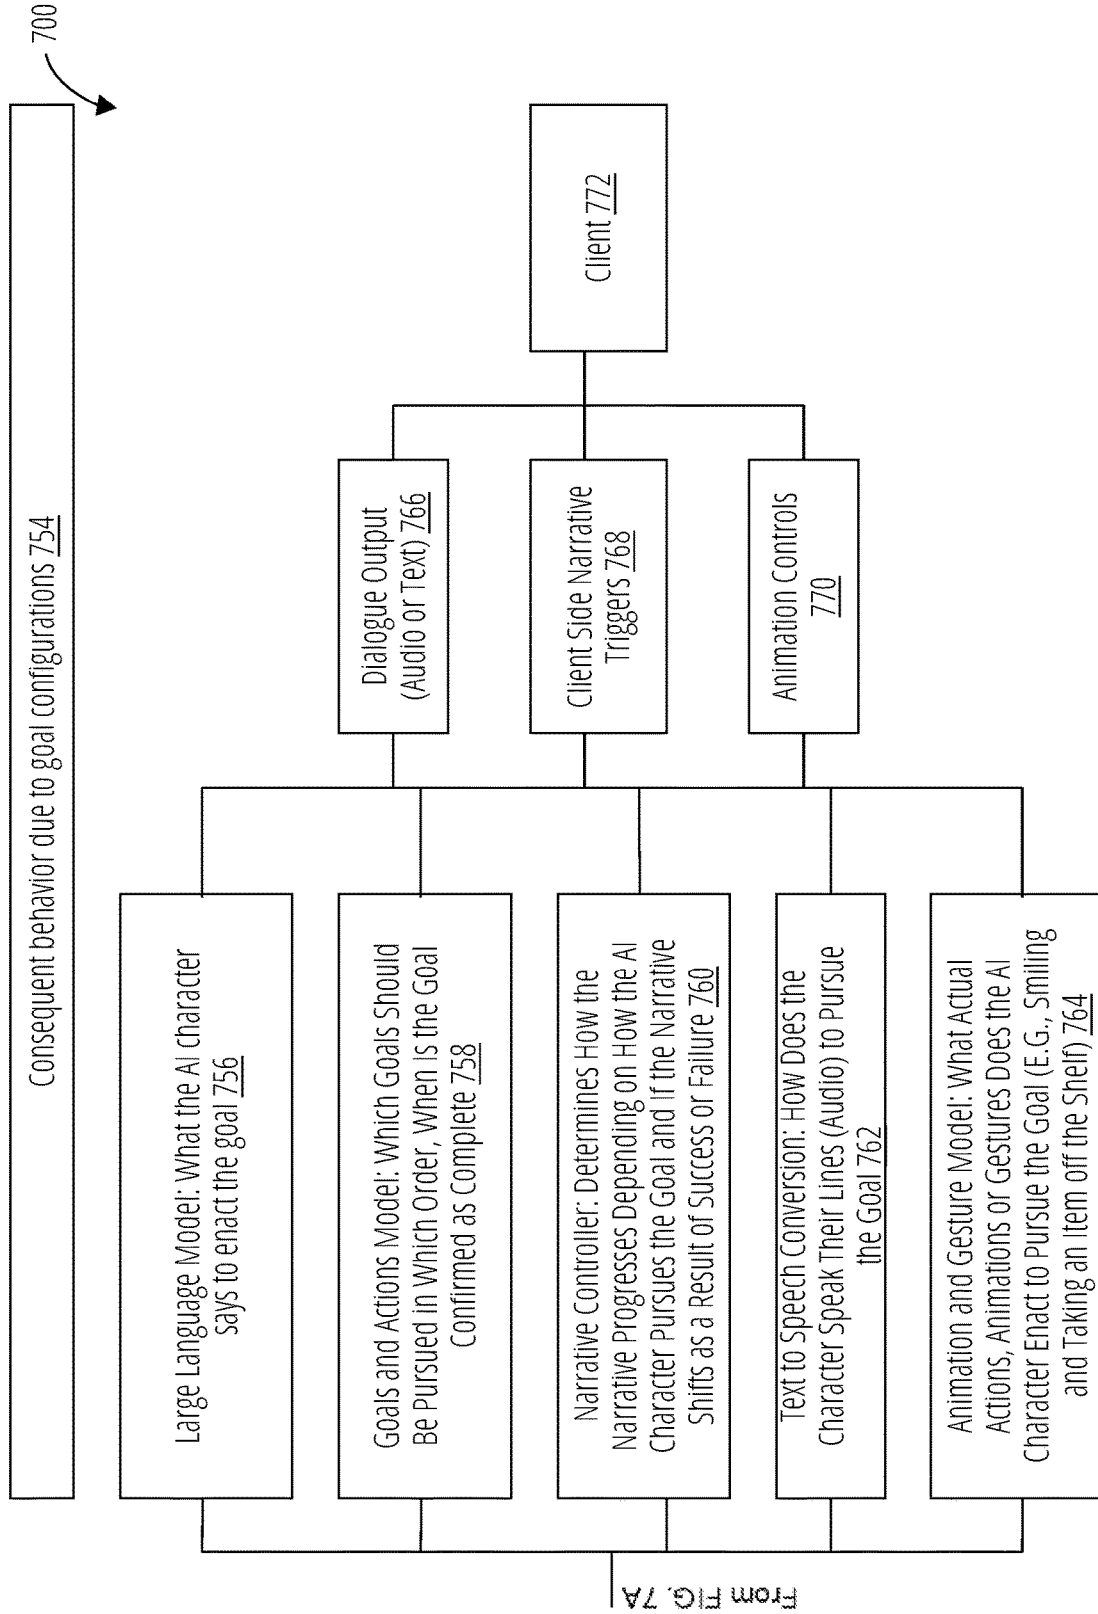 700
Consequent behavior due to goal configurations 754
From FIG. 7A
Large Language Model: What the AI character
says to enact the goal 756
Goals and Actions Model: Which Goals Should
Be Pursued in Which Order, When Is the Goal
Confirmed as Complete 758
Narrative Controller: Determines How the
Narrative Progresses Depending on How the AI
Character Pursues the Goal and If the Narrative
Shifts as a Result of Success or Failure 760
Text to Speech Conversion: How Does the
Character Speak Their Lines (Audio) to Pursue
the Goal 762
Animation and Gesture Model: What Actual
Actions, Animations or Gestures Does the AI
Character Enact to Pursue the Goal (E.G., Smiling
and Taking an Item off the Shelf) 764
Dialogue Output
(Audio or Text) 766
Client Side Narrative
Triggers 768
Animation Controls
770
Client 772